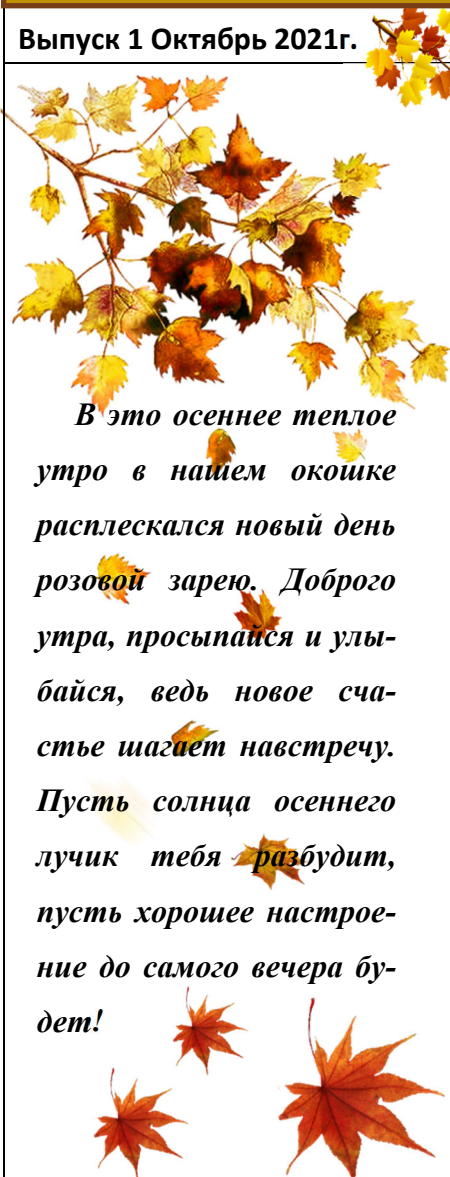 Выпуск 1 Октябрь 2021г.
В это осеннее теплое
утро в нашем окошке
расплескался новый день
розовой зарею. Доброго
утра, просыпайся и улы-
байся, ведь новое сча-
стье шагает навстречу.
Пусть солнца осеннего
лучик тебя разбудит,
пусть хорошее настрое-
ние до самого вечера бу-
дет!